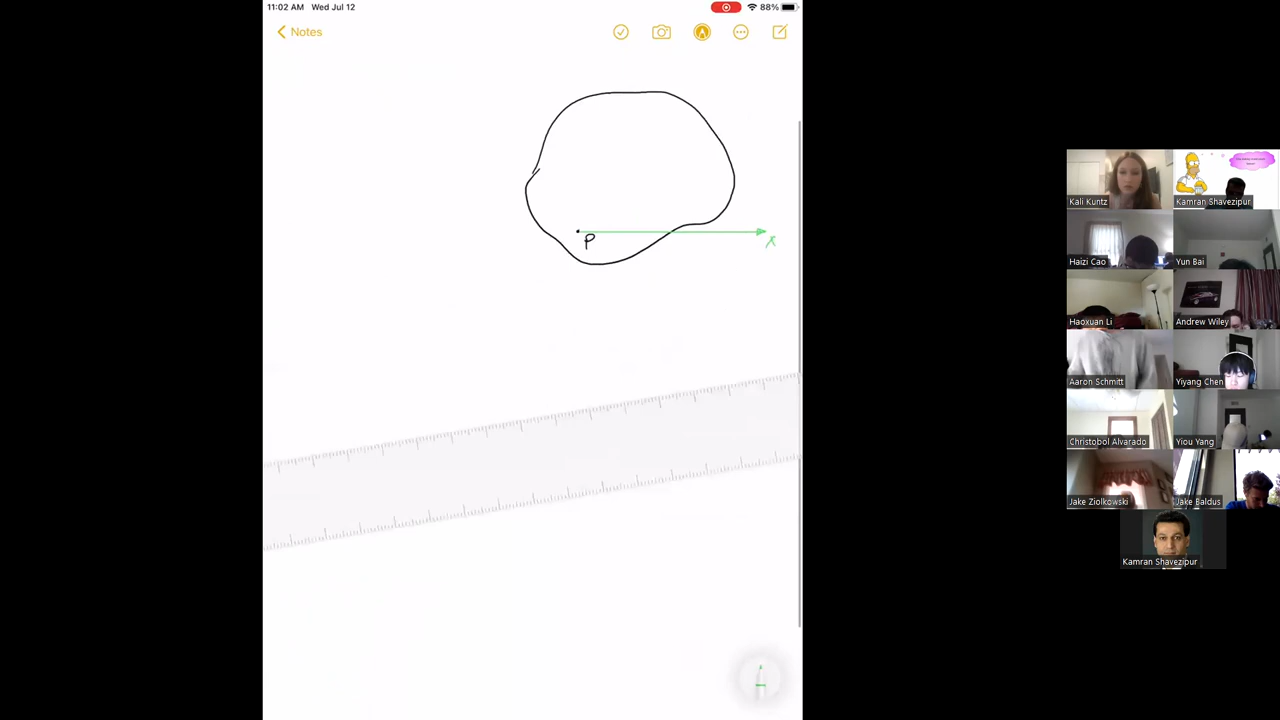 11:02 AM Wed Jul 12
88%
Notes
P
x
Kali Kuntz
Kamran Shavezipur
Haizi Cao
Yun Bai
Haoxuan Li
Andrew Wiley
Aaron Schmitt
Yiyang Chen
Christobol Alvarado
Yiou Yang
Jake Ziolkowski
Jake Baldus
Kamran Shavezipur